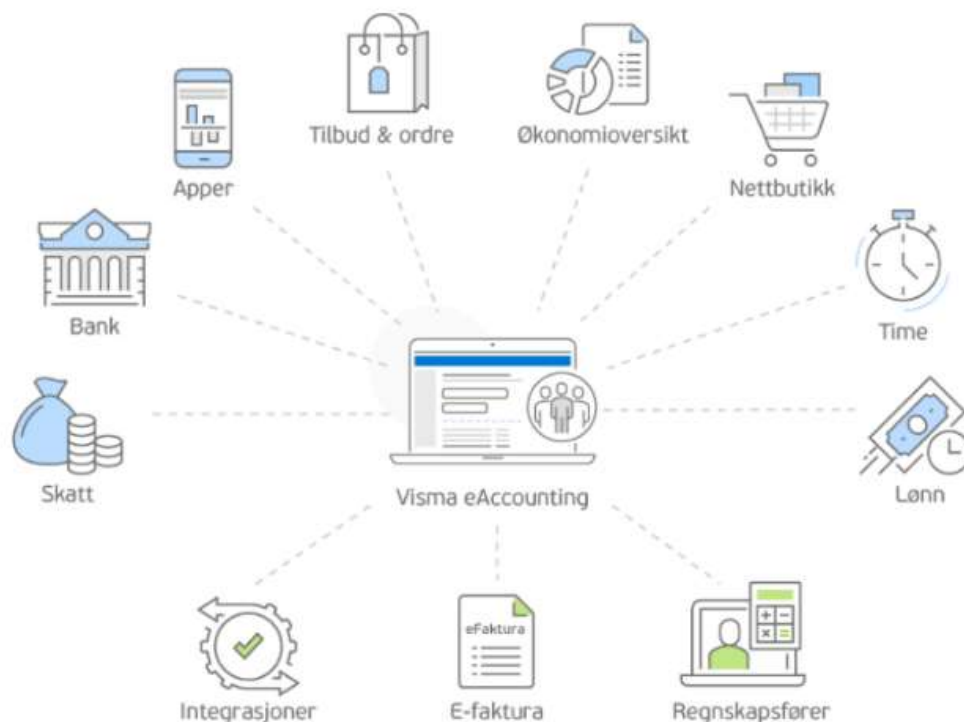 Tilbud & ordre
Økonomioversikt
Apper
Nettbutikk
Bank
Time
Visma eAccounting
Skatt
Lønn
eFaktura
Integrasjoner
E-faktura
Regnskapsfører